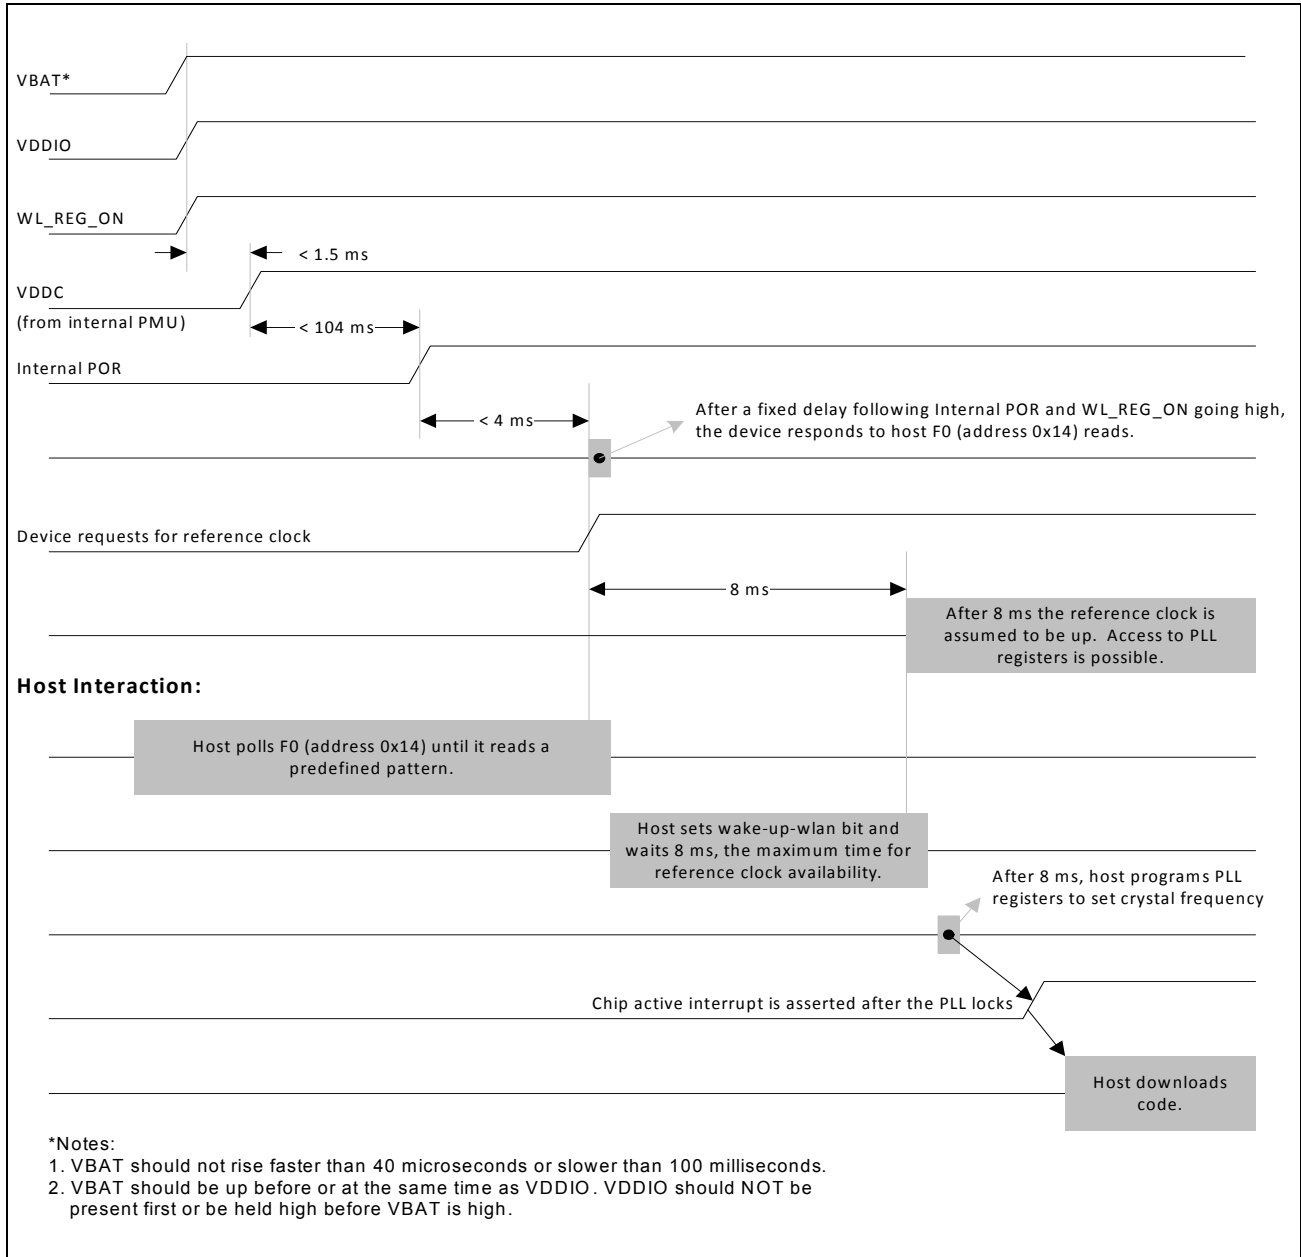 VBAT*
VDDIO
WL_REG_ON
< 1.5 ms
VDDC
(from internal PMU)
< 104 ms
Internal POR
After a fixed delay following Internal POR and WL_REG_ON going high,
the device responds to host F0 (address 0x14) reads.
< 4 ms
Device requests for reference clock
8 ms
After 8 ms the reference clock is
assumed to be up. Access to PLL
registers is possible.
Host Interaction:
Host polls F0 (address 0x14) until it reads a
predefined pattern.
Host sets wake-up-wlan bit and
waits 8 ms, the maximum time for
reference clock availability.
After 8 ms, host programs PLL
registers to set crystal frequency
Chip active interrupt is asserted after the PLL locks
Host downloads
code.
*Notes:
1. VBAT should not rise faster than 40 microseconds or slower than 100 milliseconds.
2. VBAT should be up before or at the same time as VDDIO. VDDIO should NOT be
present first or be held high before VBAT is high.